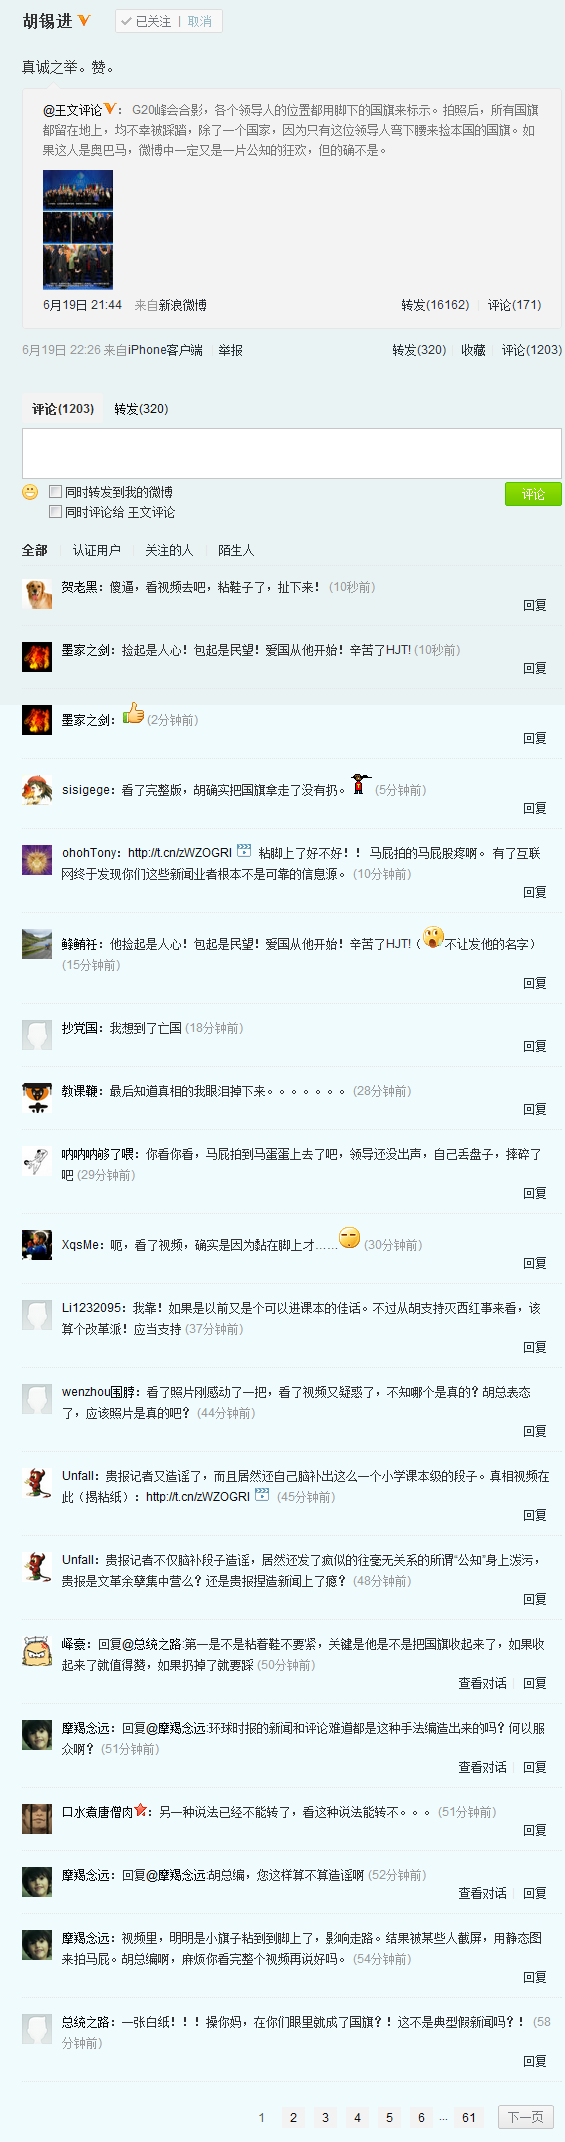 胡锡进
已关注 | 取消
真诚之举。赞。
@王文评论： G20峰会合影，各个领导人的位置都用脚下的国旗来标示。拍照后，所有国旗
都留在地上，均不幸被踩踏，除了一个国家，因为只有这位领导人弯下腰来捡本国的国旗。如
果这人是奥巴马，微博中一定又是一片公知的狂欢，但的确不是。
6月19日 21:44 来自新浪微博 转发(16162) | 评论(171)
6月19日 22:26 来自iPhone客户端 | 举报 转发(320) | 收藏 | 评论(1203)
评论(1203) 转发(320)
同时转发到我的微博 评论
同时评论给 王文评论
全部 | 认证用户 | 关注的人 | 陌生人
贺老黑：傻逼，看视频去吧，粘鞋子了，扯下来！ (10秒前)
回复
墨家之剑：捡起是人心！包起是民望！爱国从他开始！辛苦了HJT! (10秒前)
回复
墨家之剑： (2分钟前)
回复
sisigege：看了完整版，胡确实把国旗拿走了没有扔。 (5分钟前)
回复
ohohTony：http://t.cn/zWZOGRl 粘脚上了好不好！！ 马屁拍的马屁股疼啊。 有了互联
网终于发现你们这些新闻业者根本不是可靠的信息源。 (10分钟前)
回复
：他捡起是人心！包起是民望！爱国从他开始！辛苦了HJT!（不让发他的名字）
(15分钟前)
回复
抄党国：我想到了亡国 (18分钟前)
回复
教课鞭：最后知道真相的我眼泪掉下来。。。。。。。 (28分钟前)
回复
呐呐呐够了喂：你看你看，马屁拍到马蛋蛋上去了吧，领导还没出声，自己丢盘子，摔碎了
吧 (29分钟前)
回复
XqsMe：呃，看了视频，确实是因为黏在脚上才…… (30分钟前)
回复
Li1232095：我靠！如果是以前又是个可以进课本的佳话。不过从胡支持灭西红事来看，该
算个改革派！应当支持 (37分钟前)
回复
wenzhou围脖：看了照片刚感动了一把，看了视频又疑惑了，不知哪个是真的？胡总表态
了，应该照片是真的吧？ (44分钟前)
回复
Unfall：贵报记者又造谣了，而且居然还自己脑补出这么一个小学课本级的段子。真相视频在
此（揭粘纸）：http://t.cn/zWZOGRl (45分钟前)
回复
Unfall：贵报记者不仅脑补段子造谣，居然还发了疯似的往毫无关系的所谓“公知”身上泼污，
贵报是文革余孽集中营么？还是贵报捏造新闻上了瘾？ (48分钟前)
回复
峄豪：回复@总统之路:第一是不是粘着鞋不要紧，关键是他是不是把国旗收起来了，如果收
起来了就值得赞，如果扔掉了就要踩 (50分钟前)
查看对话 | 回复
摩羯念远：回复@摩羯念远:环球时报的新闻和评论难道都是这种手法编造出来的吗？何以服
众啊？ (51分钟前)
查看对话 | 回复
口水煮唐僧肉：另一种说法已经不能转了，看这种说法能转不。。。 (51分钟前)
回复
摩羯念远：回复@摩羯念远:胡总编，您这样算不算造谣啊 (52分钟前)
查看对话 | 回复
摩羯念远：视频里，明明是小旗子粘到到脚上了，影响走路。结果被某些人截屏，用静态图
来拍马屁。胡总编啊，麻烦你看完整个视频再说好吗。 (54分钟前)
回复
总统之路：一张白纸！！！操你妈，在你们眼里就成了国旗？！这不是典型假新闻吗？！ (58
分钟前)
回复
1 2 3 4 5 6 ... 61 下一页